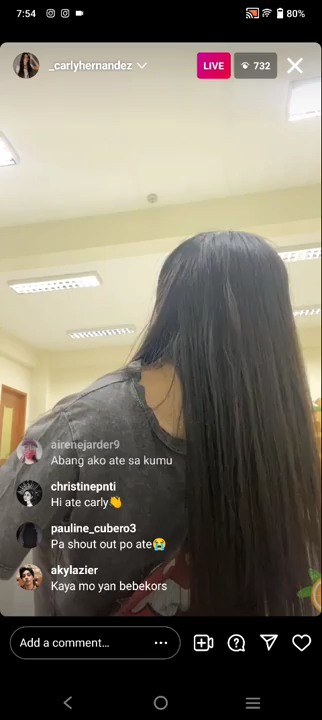 7:54
80%
_carlyhernandez
LIVE
732
airenejarder9
Abang ako ate sa kumu
christinepnti
Hi ate carly👋
pauline_cubero3
Pa shout out po ate😭
akylazier
Kaya mo yan bebekors
Add a comment...